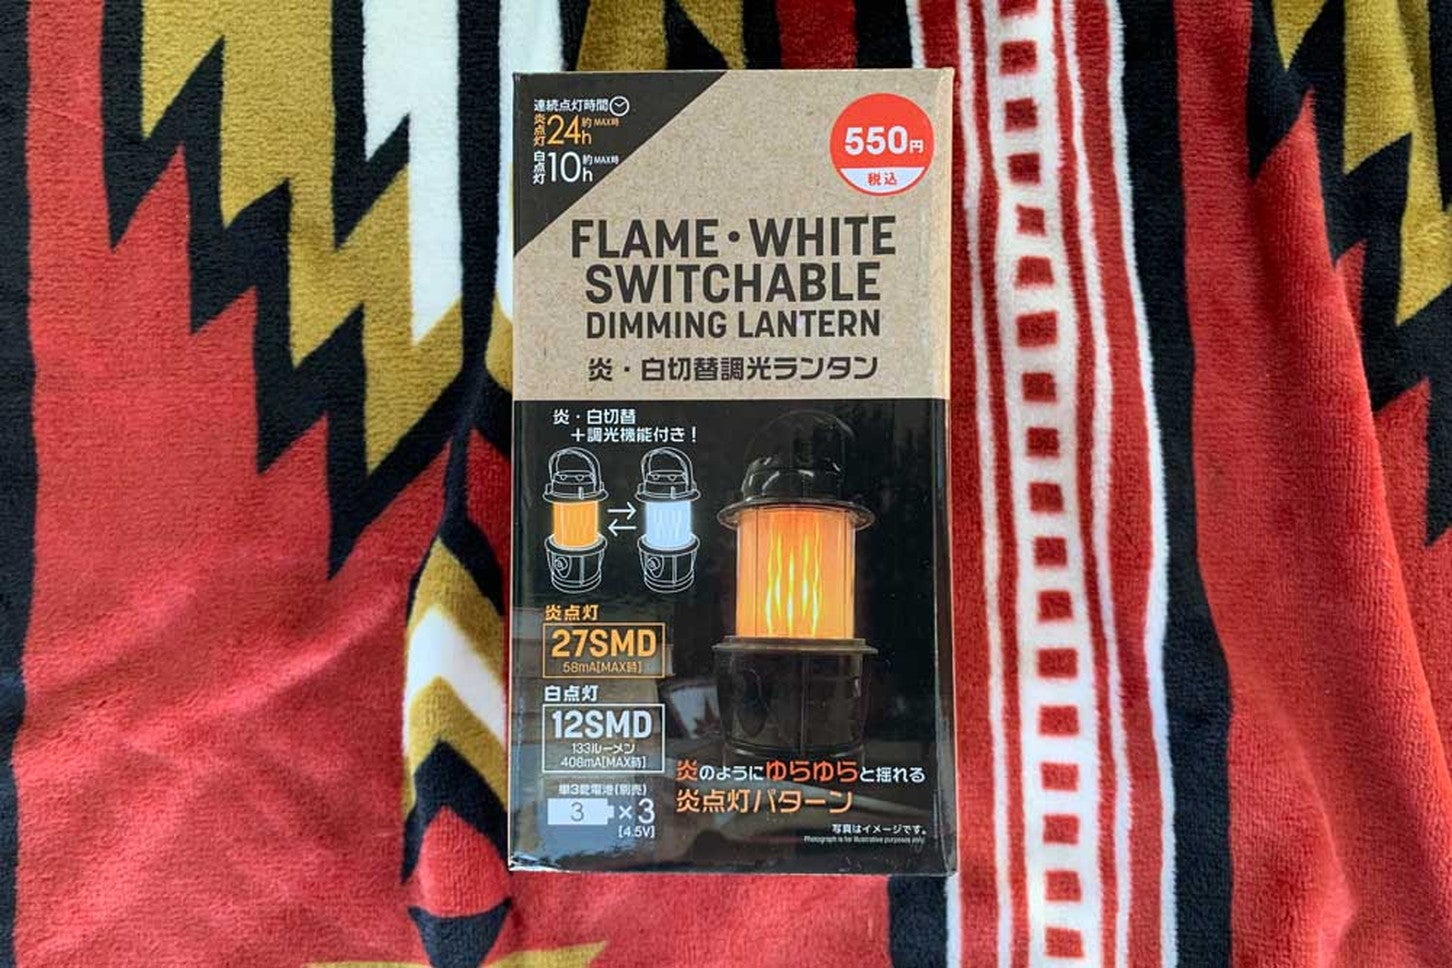 連続点灯時間
炎点灯 約24h MAX時
白点灯 約10h MAX時
550円
税込
FLAME・WHITE
SWITCHABLE
DIMMING LANTERN
炎・白切替調光ランタン
炎・白切替
+調光機能付き!
炎点灯
27SMD
58mA[MAX時]
白点灯
12SMD
133ルーメン
408mA[MAX時]
単3乾電池(別売)
3 ×3
[4.5V]
炎のようにゆらゆらと揺れる
炎点灯パターン
写真はイメージです。
Photograph is for illustrative purposes only.